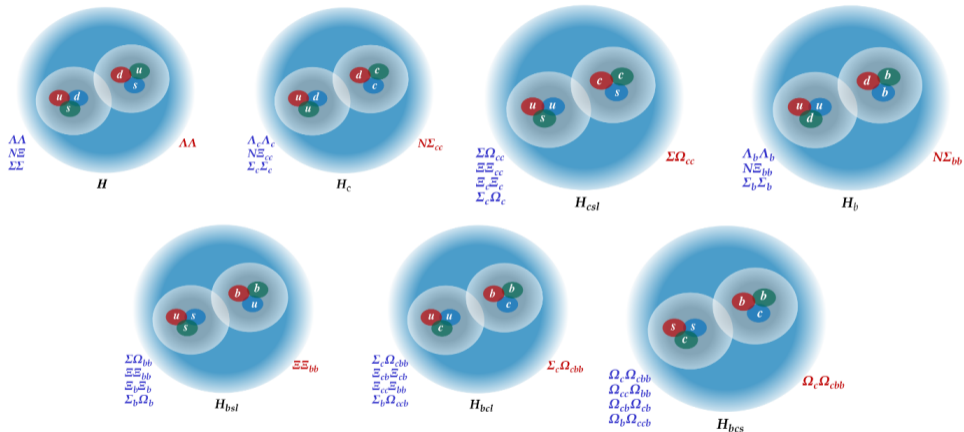 d u
s
u d
s
ΛΛ
NΞ
ΣΣ
ΛΛ
H
d c
c
u d
u
Λ_cΛ_c
NΞ_cc
Σ_cΣ_c
NΣ_cc
H_c
c c
s
u u
s
ΣΩ_cc
ΞΞ_cc
Ξ_cΞ_c
Σ_cΩ_c
ΣΩ_cc
H_csl
d b
b
u u
d
Λ_bΛ_b
NΞ_bb
Σ_bΣ_b
NΣ_bb
H_b
b b
u
u s
s
ΣΩ_bb
ΞΞ_bb
Ξ_bΞ_b
Σ_bΩ_b
ΞΞ_bb
H_bsl
b b
c
u u
c
Σ_cΩ_cbb
Ξ_cbΞ_cb
Ξ_ccΞ_bb
Σ_bΩ_ccb
Σ_cΩ_cbb
H_bcl
b b
c
s s
c
Ω_cΩ_cbb
Ω_ccΩ_bb
Ω_cbΩ_cb
Ω_bΩ_ccb
Ω_cΩ_cbb
H_bcs